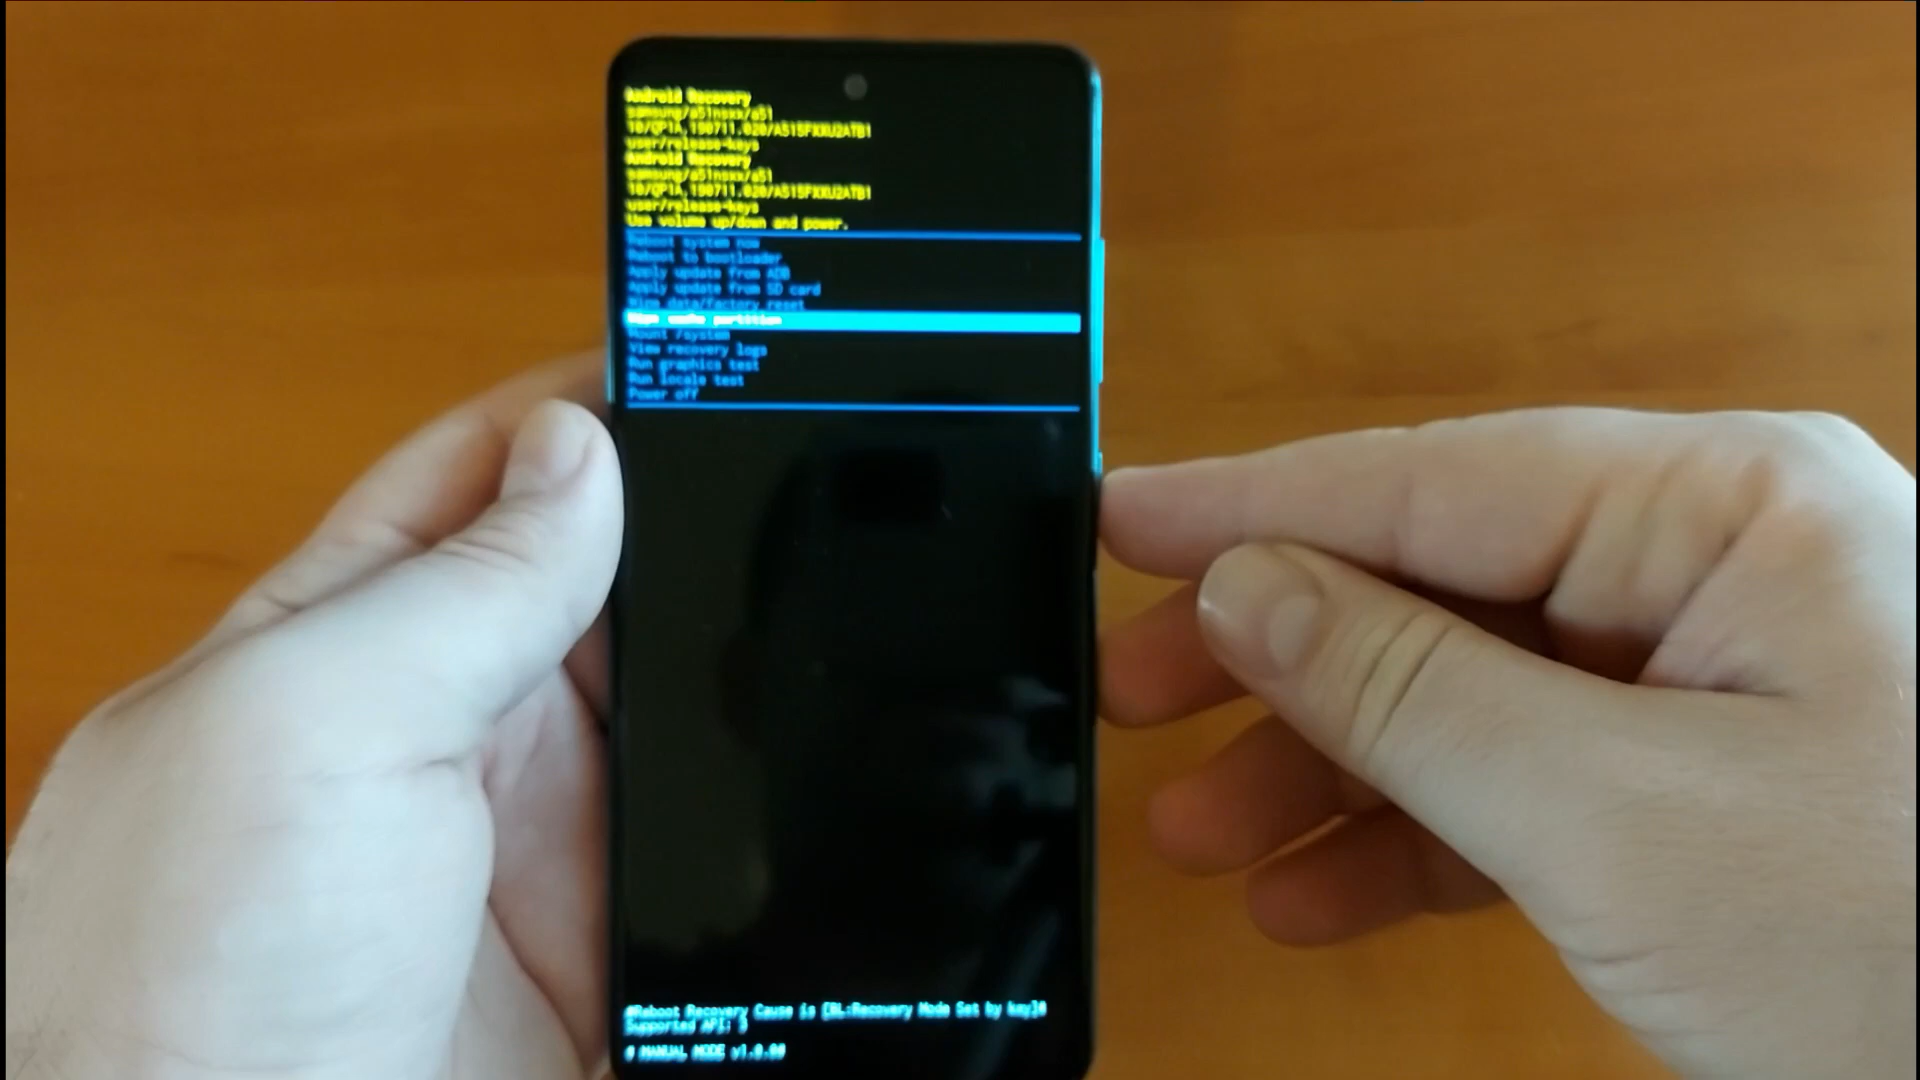 Android Recovery
samsung/a51nsxx/a51
10/QP1A.190711.020/A515FXXU2ATB1
user/release-keys
Android Recovery
samsung/a51nsxx/a51
10/QP1A.190711.020/A515FXXU2ATB1
user/release-keys
Use volume up/down and power.
Reboot system now
Reboot to bootloader
Apply update from ADB
Apply update from SD card
Wipe data/factory reset
Wipe cache partition
Mount /system
View recovery logs
Run graphics test
Run locale test
Power off
#Reboot Recovery Cause is [BL:Recovery Mode Set by key]#
Supported API: 3
# MANUAL MODE v1.0.0#